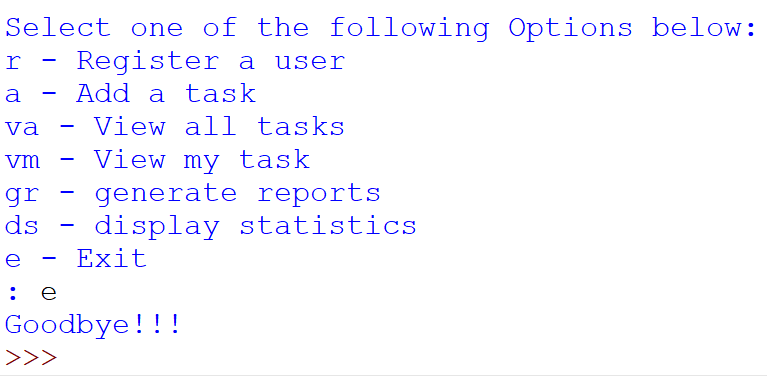 Select one of the following Options below:
r - Register a user
a - Add a task
va - View all tasks
vm - View my task
gr - generate reports
ds - display statistics
e - Exit
: e
Goodbye!!!
>>>